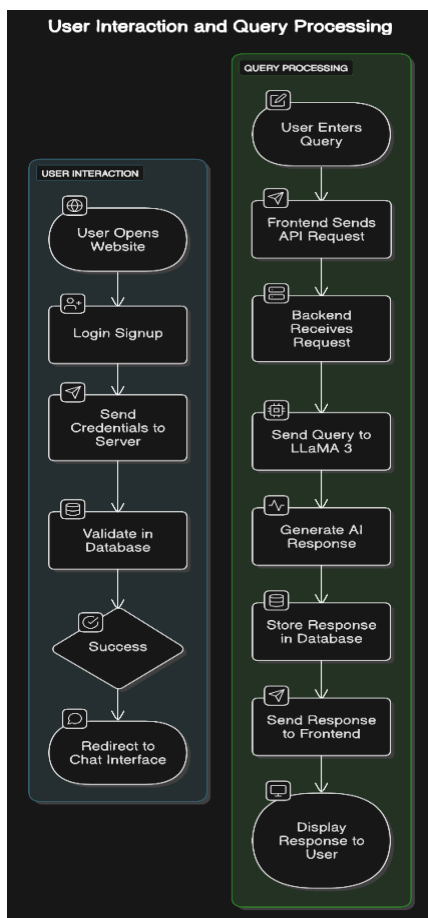 User Interaction and Query Processing
USER INTERACTION
User Opens
Website
Login Signup
Send
Credentials to
Server
Validate in
Database
Success
Redirect to
Chat Interface
QUERY PROCESSING
User Enters
Query
Frontend Sends
API Request
Backend
Receives
Request
Send Query to
LLaMA 3
Generate AI
Response
Store Response
in Database
Send Response
to Frontend
Display
Response to
User